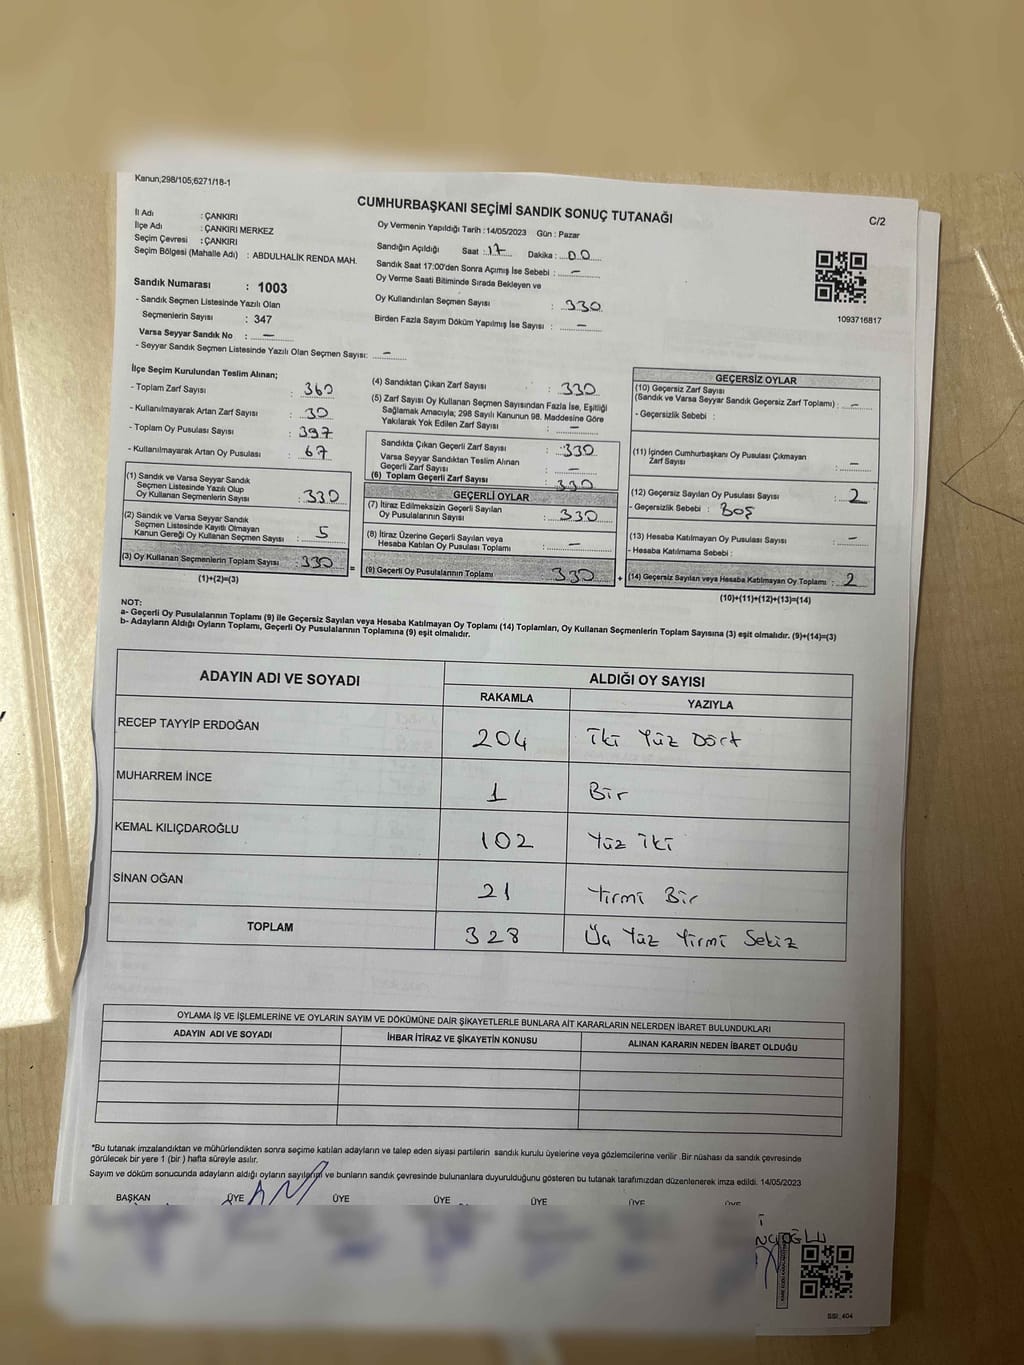 Kanun,298/105;6271/18-1
CUMHURBAŞKANI SEÇİMİ SANDIK SONUÇ TUTANAĞI
C/2
İl Adı : ÇANKIRI
İlçe Adı : ÇANKIRI MERKEZ
Seçim Çevresi : ÇANKIRI
Seçim Bölgesi (Mahalle Adı) : ABDULHALİK RENDA MAH.
Oy Vermenin Yapıldığı Tarih :14/05/2023 Gün : Pazar
Sandığın Açıldığı Saat :17 Dakika : 00
Sandık Saat 17:00'den Sonra Açımış İse Sebebi : –
Oy Verme Saati Bitiminde Sırada Bekleyen ve
Oy Kullandırılan Seçmen Sayısı : 330
Birden Fazla Sayım Döküm Yapılmış İse Sayısı : –
1093716817
Sandık Numarası : 1003
- Sandık Seçmen Listesinde Yazılı Olan
Seçmenlerin Sayısı : 347
Varsa Seyyar Sandık No : –
- Seyyar Sandık Seçmen Listesinde Yazılı Olan Seçmen Sayısı: –
İlçe Seçim Kurulundan Teslim Alınan;
- Toplam Zarf Sayısı : 360
- Kullanılmayarak Artan Zarf Sayısı : 30
- Toplam Oy Pusulası Sayısı : 397
- Kullanılmayarak Artan Oy Pusulası : 67
(1) Sandık ve Varsa Seyyar Sandık
Seçmen Listesinde Yazılı Olup
Oy Kullanan Seçmenlerin Sayısı : 330
(2) Sandık ve Varsa Seyyar Sandık
Seçmen Listesinde Kayıtlı Olmayan
Kanun Gereği Oy Kullanan Seçmen Sayısı : 5
(3) Oy Kullanan Seçmenlerin Toplam Sayısı : 330
(1)+(2)=(3)
(4) Sandıktan Çıkan Zarf Sayısı : 330
(5) Zarf Sayısı Oy Kullanan Seçmen Sayısından Fazla İse, Eşitliği
Sağlamak Amacıyla; 298 Sayılı Kanunun 98. Maddesine Göre
Yakılarak Yok Edilen Zarf Sayısı : –
Sandıkta Çıkan Geçerli Zarf Sayısı : 330
Varsa Seyyar Sandıktan Teslim Alınan
Geçerli Zarf Sayısı : –
(6) Toplam Geçerli Zarf Sayısı : 330
GEÇERLİ OYLAR
(7) İtiraz Edilmeksizin Geçerli Sayılan
Oy Pusulalarının Sayısı : 330
(8) İtiraz Üzerine Geçerli Sayılan veya
Hesaba Katılan Oy Pusulası Toplamı : –
= (9) Geçerli Oy Pusulalarının Toplamı 330 +
GEÇERSİZ OYLAR
(10) Geçersiz Zarf Sayısı
(Sandık ve Varsa Seyyar Sandık Geçersiz Zarf Toplamı) : –
- Geçersizlik Sebebi :
(11) İçinden Cumhurbaşkanı Oy Pusulası Çıkmayan
Zarf Sayısı : –
(12) Geçersiz Sayılan Oy Pusulası Sayısı : 2
- Geçersizlik Sebebi : BOŞ
(13) Hesaba Katılmayan Oy Pusulası Sayısı : –
- Hesaba Katılmama Sebebi :
(14) Geçersiz Sayılan veya Hesaba Katılmayan Oy Toplamı : 2
(10)+(11)+(12)+(13)=(14)
NOT:
a- Geçerli Oy Pusulalarının Toplamı (9) ile Geçersiz Sayılan veya Hesaba Katılmayan Oy Toplamı (14) Toplamları, Oy Kullanan Seçmenlerin Toplam Sayısına (3) eşit olmalıdır. (9)+(14)=(3)
b- Adayların Aldığı Oyların Toplamı, Geçerli Oy Pusulalarının Toplamına (9) eşit olmalıdır.
ADAYIN ADI VE SOYADI
ALDIĞI OY SAYISI
RAKAMLA YAZIYLA
RECEP TAYYİP ERDOĞAN 204 İki Yüz Dört
MUHARREM İNCE 1 Bir
KEMAL KILIÇDAROĞLU 102 Yüz İki
SİNAN OĞAN 21 Yirmi Bir
TOPLAM 328 Üç Yüz Yirmi Sekiz
OYLAMA İŞ VE İŞLEMLERİNE VE OYLARIN SAYIM VE DÖKÜMÜNE DAİR ŞİKAYETLERLE BUNLARA AİT KARARLARIN NELERDEN İBARET BULUNDUKLARI
ADAYIN ADI VE SOYADI İHBAR İTİRAZ VE ŞİKAYETİN KONUSU ALINAN KARARIN NEDEN İBARET OLDUĞU
*Bu tutanak imzalandıktan ve mühürlendikten sonra seçime katılan adayların ve talep eden siyasi partilerin sandık kurulu üyelerine veya gözlemcilerine verilir .Bir nüshası da sandık çevresinde
görülecek bir yere 1 (bir ) hafta süreyle asılır.
Sayım ve döküm sonucunda adayların aldığı oyların sayılarını ve bunların sandık çevresinde bulunanlara duyurulduğunu gösteren bu tutanak tarafımızdan düzenlenerek imza edildi. 14/05/2023
BAŞKAN ÜYE ÜYE ÜYE ÜYE ÜYE ÜYE
SSİ_404